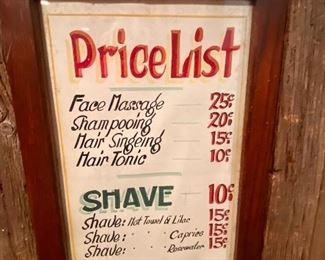 Price List
Face Massage — 25¢
Shampooing — 20¢
Hair Singeing — 15¢
Hair Tonic — 10¢
SHAVE — 10¢
Shave: Hot Towel & Lilac 15¢
Shave: " " Caprice 15¢
Shave: " " Rosewater 15¢